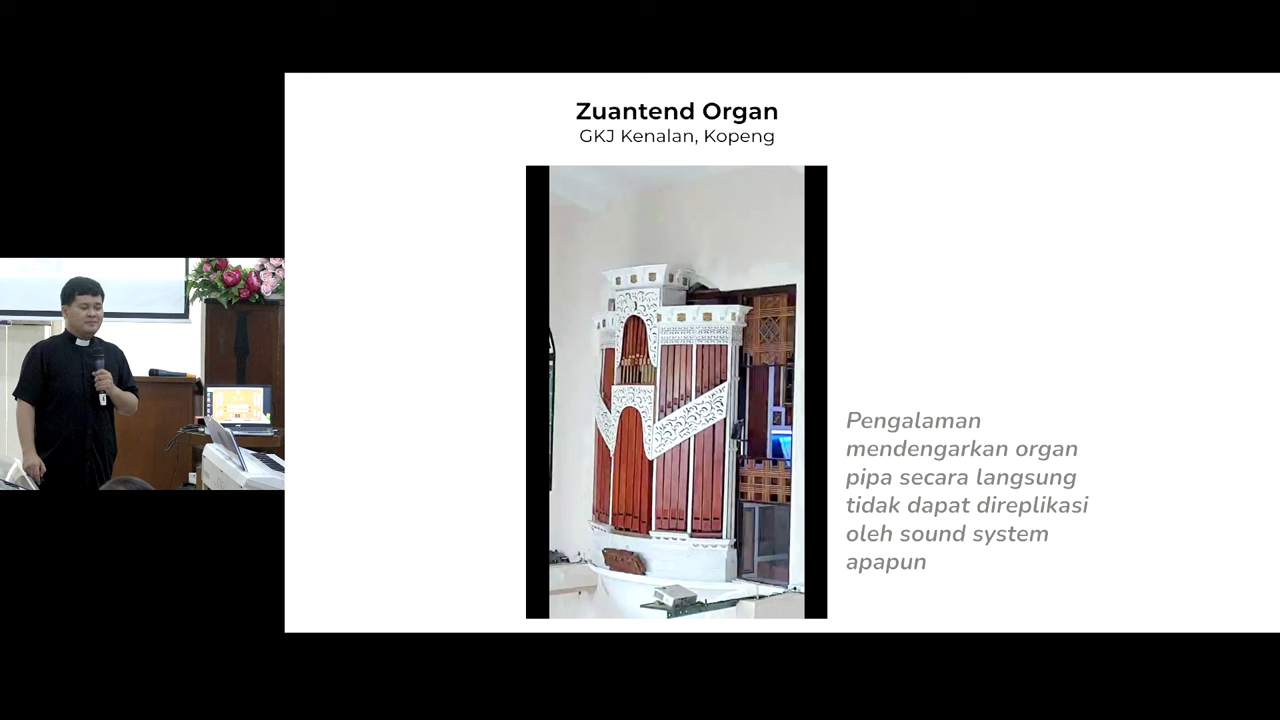 Zuantend Organ
GKJ Kenalan, Kopeng
Pengalaman
mendengarkan organ
pipa secara langsung
tidak dapat direplikasi
oleh sound system
apapun